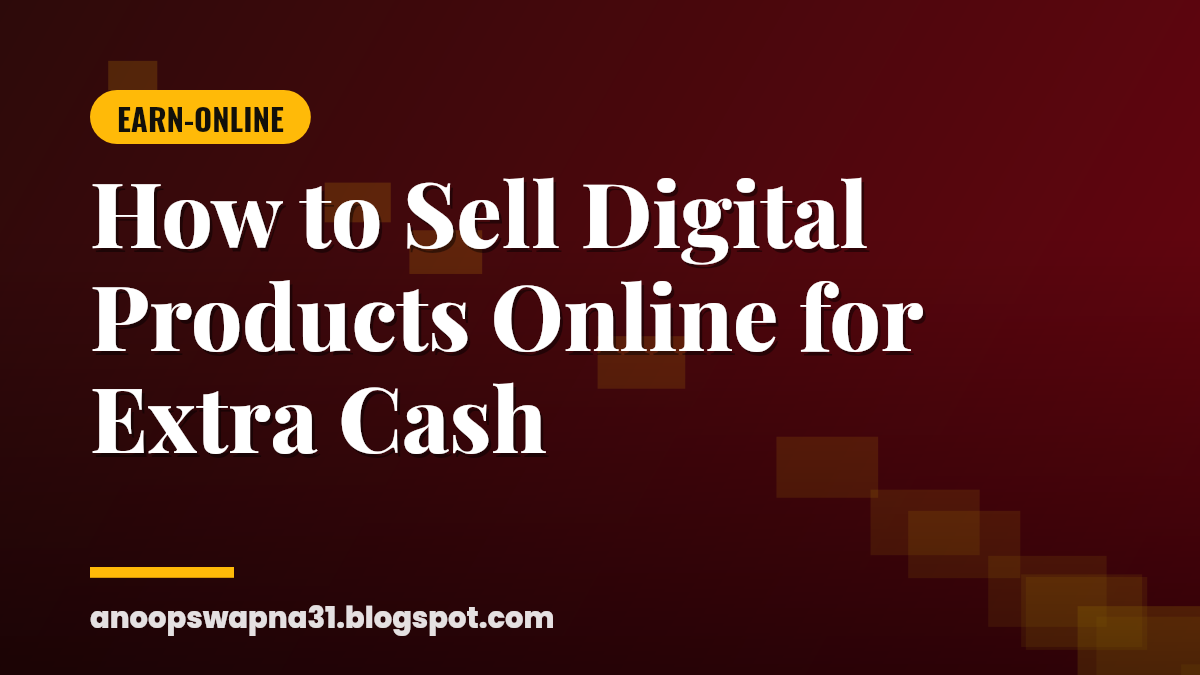 EARN-ONLINE
How to Sell Digital
Products Online for
Extra Cash
anoopswapna31.blogspot.com